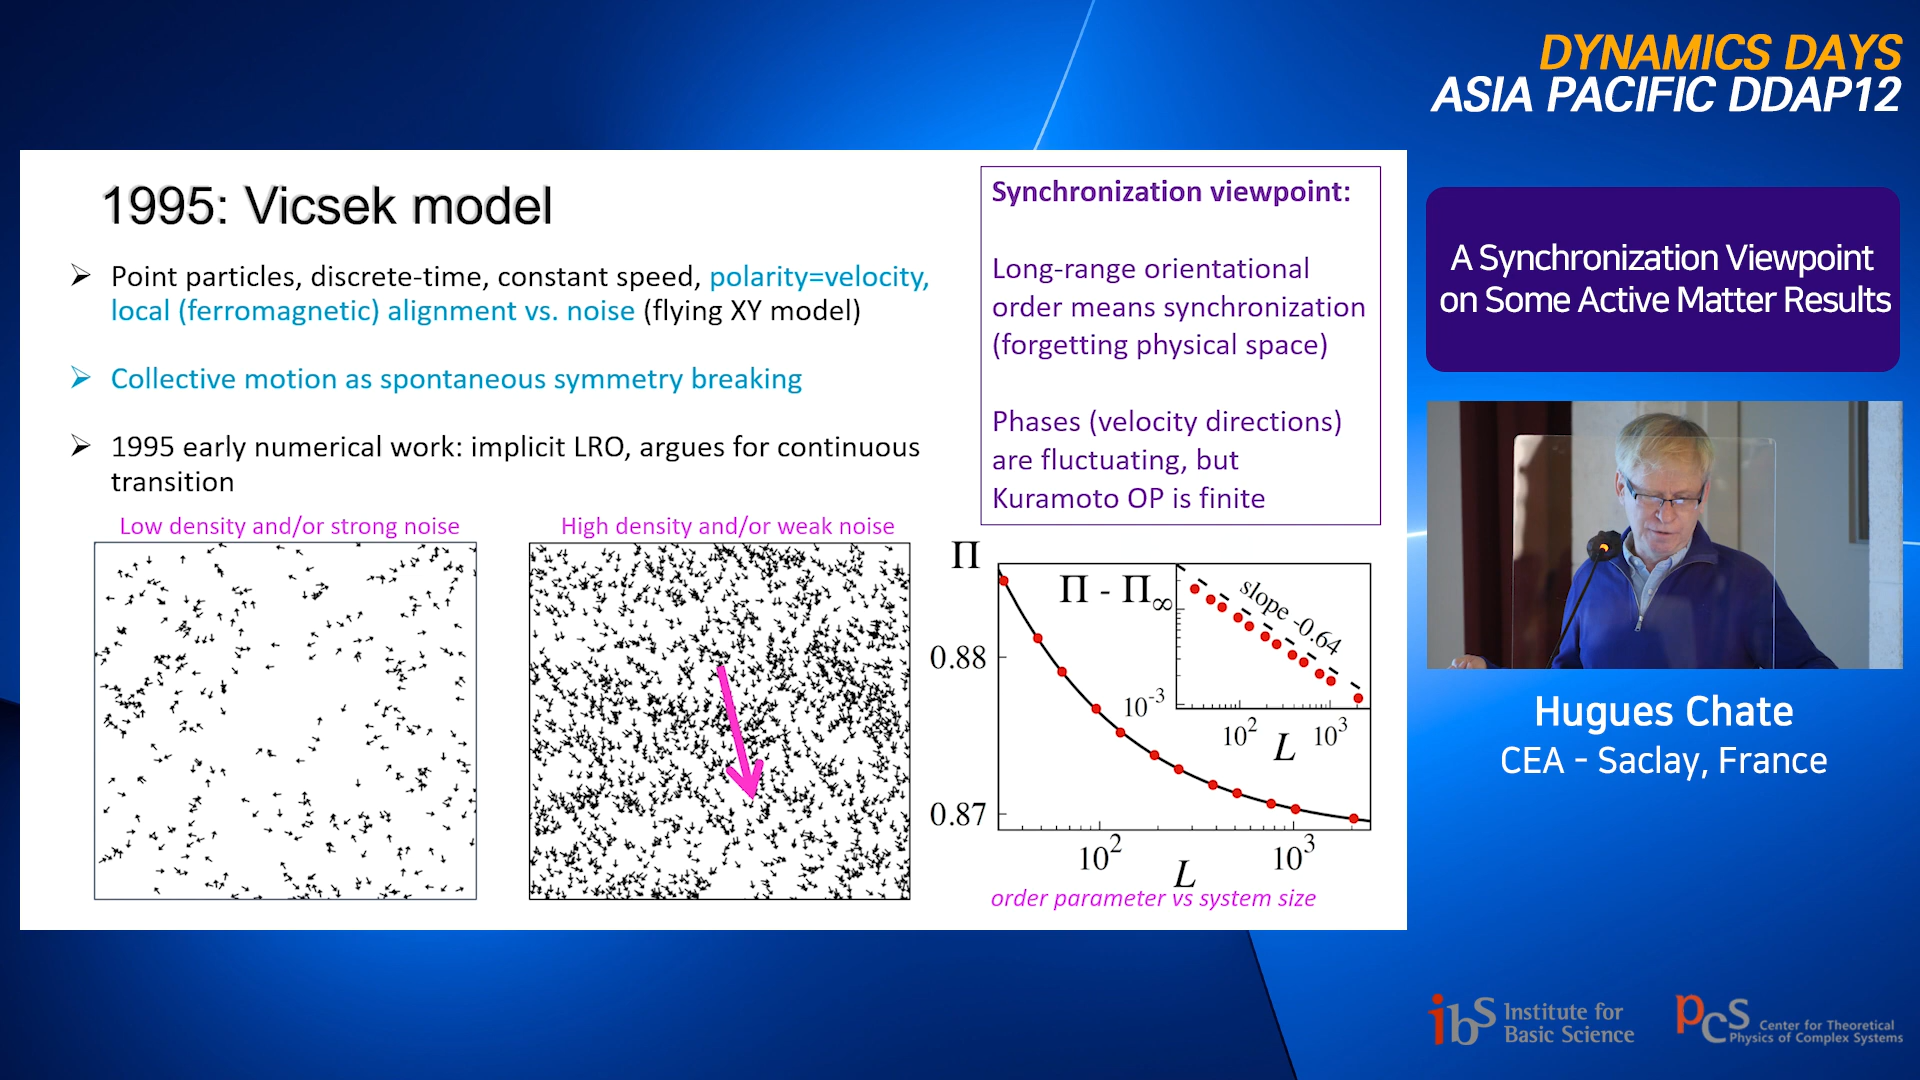 DYNAMICS DAYS
ASIA PACIFIC DDAP12
1995: Vicsek model
Point particles, discrete-time, constant speed, polarity=velocity,
local (ferromagnetic) alignment vs. noise (flying XY model)
Collective motion as spontaneous symmetry breaking
1995 early numerical work: implicit LRO, argues for continuous
transition
Low density and/or strong noise
High density and/or weak noise
Synchronization viewpoint:
Long-range orientational
order means synchronization
(forgetting physical space)
Phases (velocity directions)
are fluctuating, but
Kuramoto OP is finite
Π
0.88
0.87
10² 10³
L
Π - Π∞
slope -0.64
10⁻³
10² L 10³
order parameter vs system size
A Synchronization Viewpoint
on Some Active Matter Results
Hugues Chate
CEA - Saclay, France
ibs Institute for
Basic Science
PCS Center for Theoretical
Physics of Complex Systems